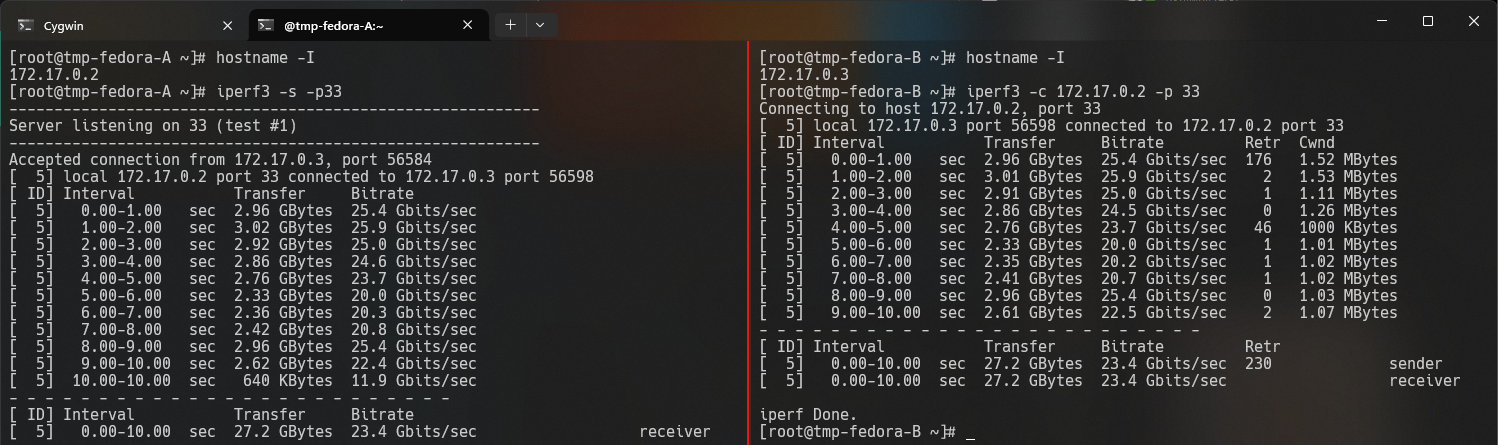 Cygwin
@tmp-fedora-A:~
[root@tmp-fedora-A ~]# hostname -I
172.17.0.2
[root@tmp-fedora-A ~]# iperf3 -s -p33
-----------------------------------------------------------
Server listening on 33 (test #1)
-----------------------------------------------------------
Accepted connection from 172.17.0.3, port 56584
[  5] local 172.17.0.2 port 33 connected to 172.17.0.3 port 56598
[ ID] Interval           Transfer     Bitrate
[  5]   0.00-1.00   sec  2.96 GBytes  25.4 Gbits/sec
[  5]   1.00-2.00   sec  3.02 GBytes  25.9 Gbits/sec
[  5]   2.00-3.00   sec  2.92 GBytes  25.0 Gbits/sec
[  5]   3.00-4.00   sec  2.86 GBytes  24.6 Gbits/sec
[  5]   4.00-5.00   sec  2.76 GBytes  23.7 Gbits/sec
[  5]   5.00-6.00   sec  2.33 GBytes  20.0 Gbits/sec
[  5]   6.00-7.00   sec  2.36 GBytes  20.3 Gbits/sec
[  5]   7.00-8.00   sec  2.42 GBytes  20.8 Gbits/sec
[  5]   8.00-9.00   sec  2.96 GBytes  25.4 Gbits/sec
[  5]   9.00-10.00  sec  2.62 GBytes  22.4 Gbits/sec
[  5]  10.00-10.00  sec   640 KBytes  11.9 Gbits/sec
- - - - - - - - - - - - - - - - - - - - - - - - -
[ ID] Interval           Transfer     Bitrate
[  5]   0.00-10.00  sec  27.2 GBytes  23.4 Gbits/sec                  receiver
[root@tmp-fedora-B ~]# hostname -I
172.17.0.3
[root@tmp-fedora-B ~]# iperf3 -c 172.17.0.2 -p 33
Connecting to host 172.17.0.2, port 33
[  5] local 172.17.0.3 port 56598 connected to 172.17.0.2 port 33
[ ID] Interval           Transfer     Bitrate         Retr  Cwnd
[  5]   0.00-1.00   sec  2.96 GBytes  25.4 Gbits/sec  176   1.52 MBytes
[  5]   1.00-2.00   sec  3.01 GBytes  25.9 Gbits/sec    2   1.53 MBytes
[  5]   2.00-3.00   sec  2.91 GBytes  25.0 Gbits/sec    1   1.11 MBytes
[  5]   3.00-4.00   sec  2.86 GBytes  24.5 Gbits/sec    0   1.26 MBytes
[  5]   4.00-5.00   sec  2.76 GBytes  23.7 Gbits/sec   46   1000 KBytes
[  5]   5.00-6.00   sec  2.33 GBytes  20.0 Gbits/sec    1   1.01 MBytes
[  5]   6.00-7.00   sec  2.35 GBytes  20.2 Gbits/sec    1   1.02 MBytes
[  5]   7.00-8.00   sec  2.41 GBytes  20.7 Gbits/sec    1   1.02 MBytes
[  5]   8.00-9.00   sec  2.96 GBytes  25.4 Gbits/sec    0   1.03 MBytes
[  5]   9.00-10.00  sec  2.61 GBytes  22.5 Gbits/sec    2   1.07 MBytes
- - - - - - - - - - - - - - - - - - - - - - - - -
[ ID] Interval           Transfer     Bitrate         Retr
[  5]   0.00-10.00  sec  27.2 GBytes  23.4 Gbits/sec  230             sender
[  5]   0.00-10.00  sec  27.2 GBytes  23.4 Gbits/sec                  receiver
iperf Done.
[root@tmp-fedora-B ~]# _